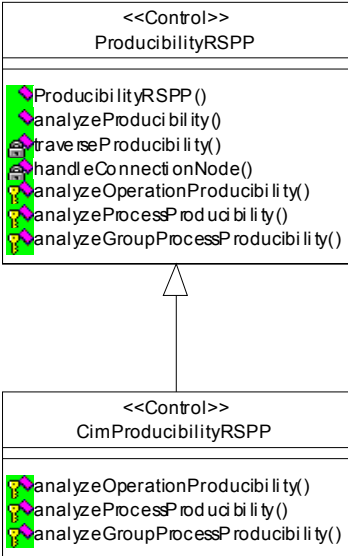 <<Control>>
ProducibilityRSPP
ProducibilityRSPP()
analyzeProducibility()
traverseProducibility()
handleConnectionNode()
analyzeOperationProducibility()
analyzeProcessProducibility()
analyzeGroupProcessProducibility()
<<Control>>
CimProducibilityRSPP
analyzeOperationProducibility()
analyzeProcessProducibility()
analyzeGroupProcessProducibility()